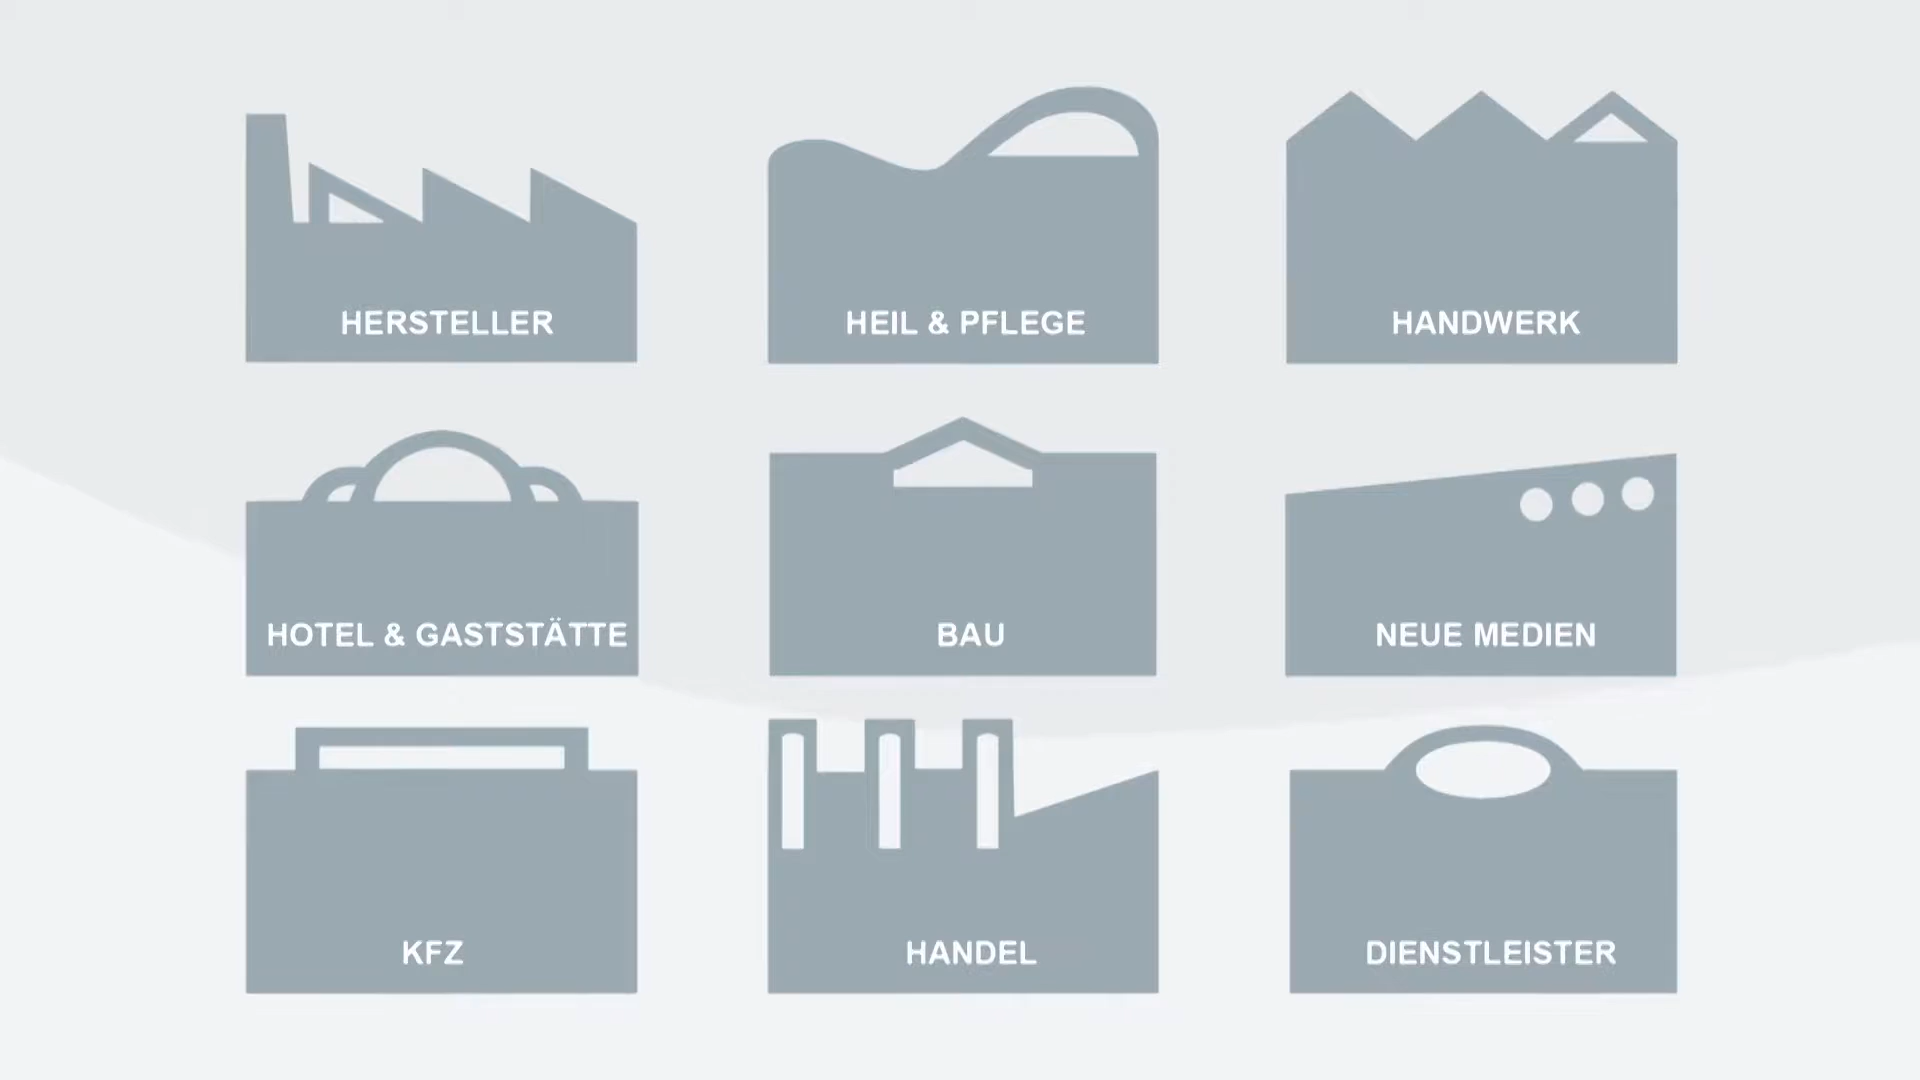 HERSTELLER
HEIL & PFLEGE
HANDWERK
HOTEL & GASTSTÄTTE
BAU
NEUE MEDIEN
KFZ
HANDEL
DIENSTLEISTER